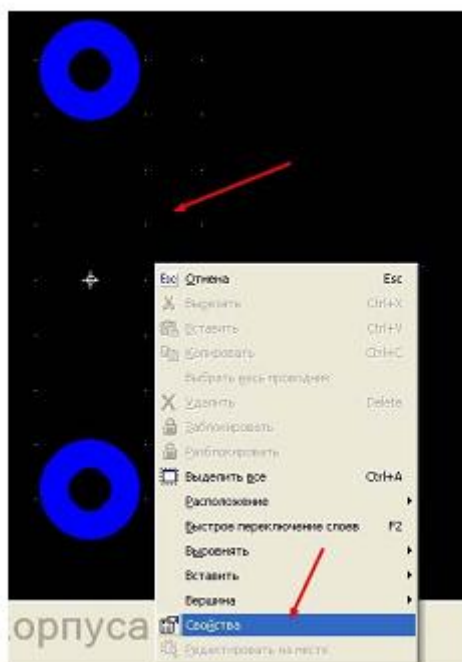 Esc Отмена Esc
Вырезать Ctrl+X
Вставить Ctrl+V
Копировать Ctrl+C
Выбрать весь проводник
Удалить Delete
Заблокировать
Разблокировать
Выделить все Ctrl+A
Расположение
Быстрое переключение слоев F2
Выровнять
Вставить
Вершина
орпуса
Свойства
Редактировать на месте